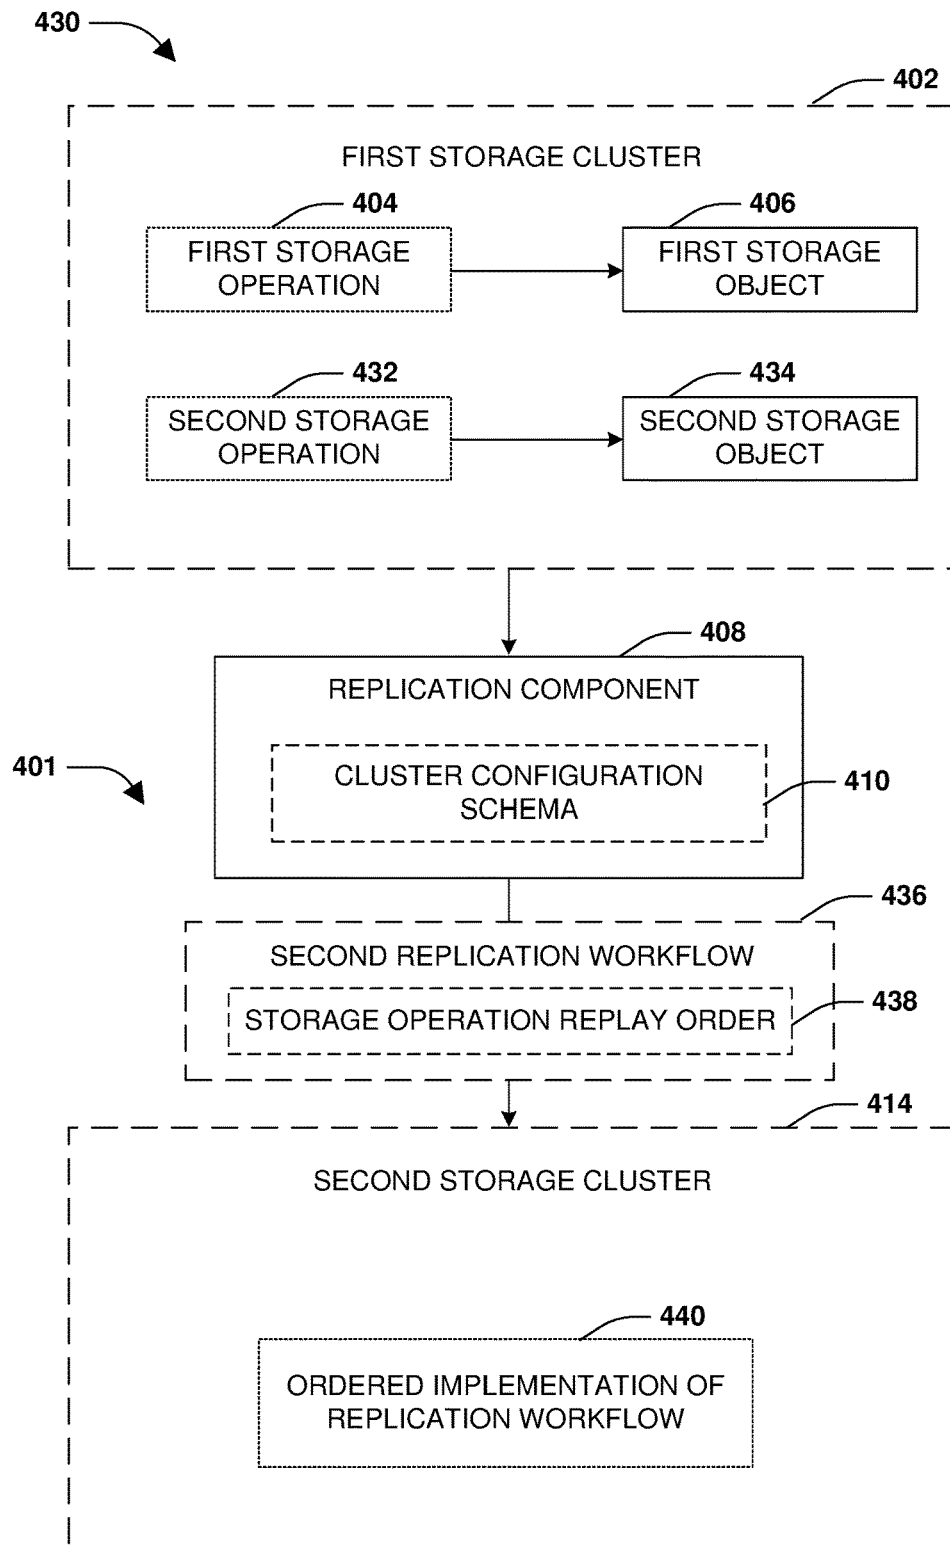 430
402
FIRST STORAGE CLUSTER
404
406
FIRST STORAGE
OPERATION
FIRST STORAGE
OBJECT
432
434
SECOND STORAGE
OPERATION
SECOND STORAGE
OBJECT
408
REPLICATION COMPONENT
401
CLUSTER CONFIGURATION
SCHEMA
410
436
SECOND REPLICATION WORKFLOW
STORAGE OPERATION REPLAY ORDER
438
414
SECOND STORAGE CLUSTER
440
ORDERED IMPLEMENTATION OF
REPLICATION WORKFLOW